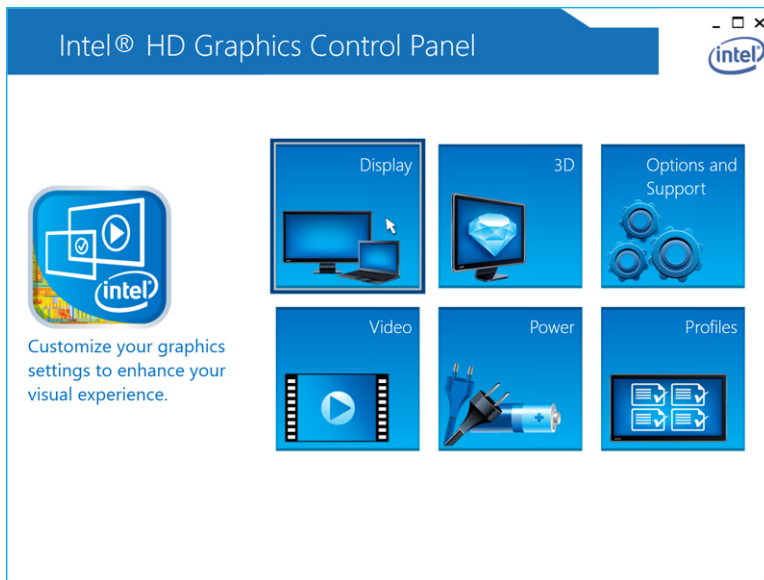 Intel® HD Graphics Control Panel
intel
Display
3D
Options and
Support
intel
Customize your graphics
settings to enhance your
visual experience.
Video
Power
Profiles